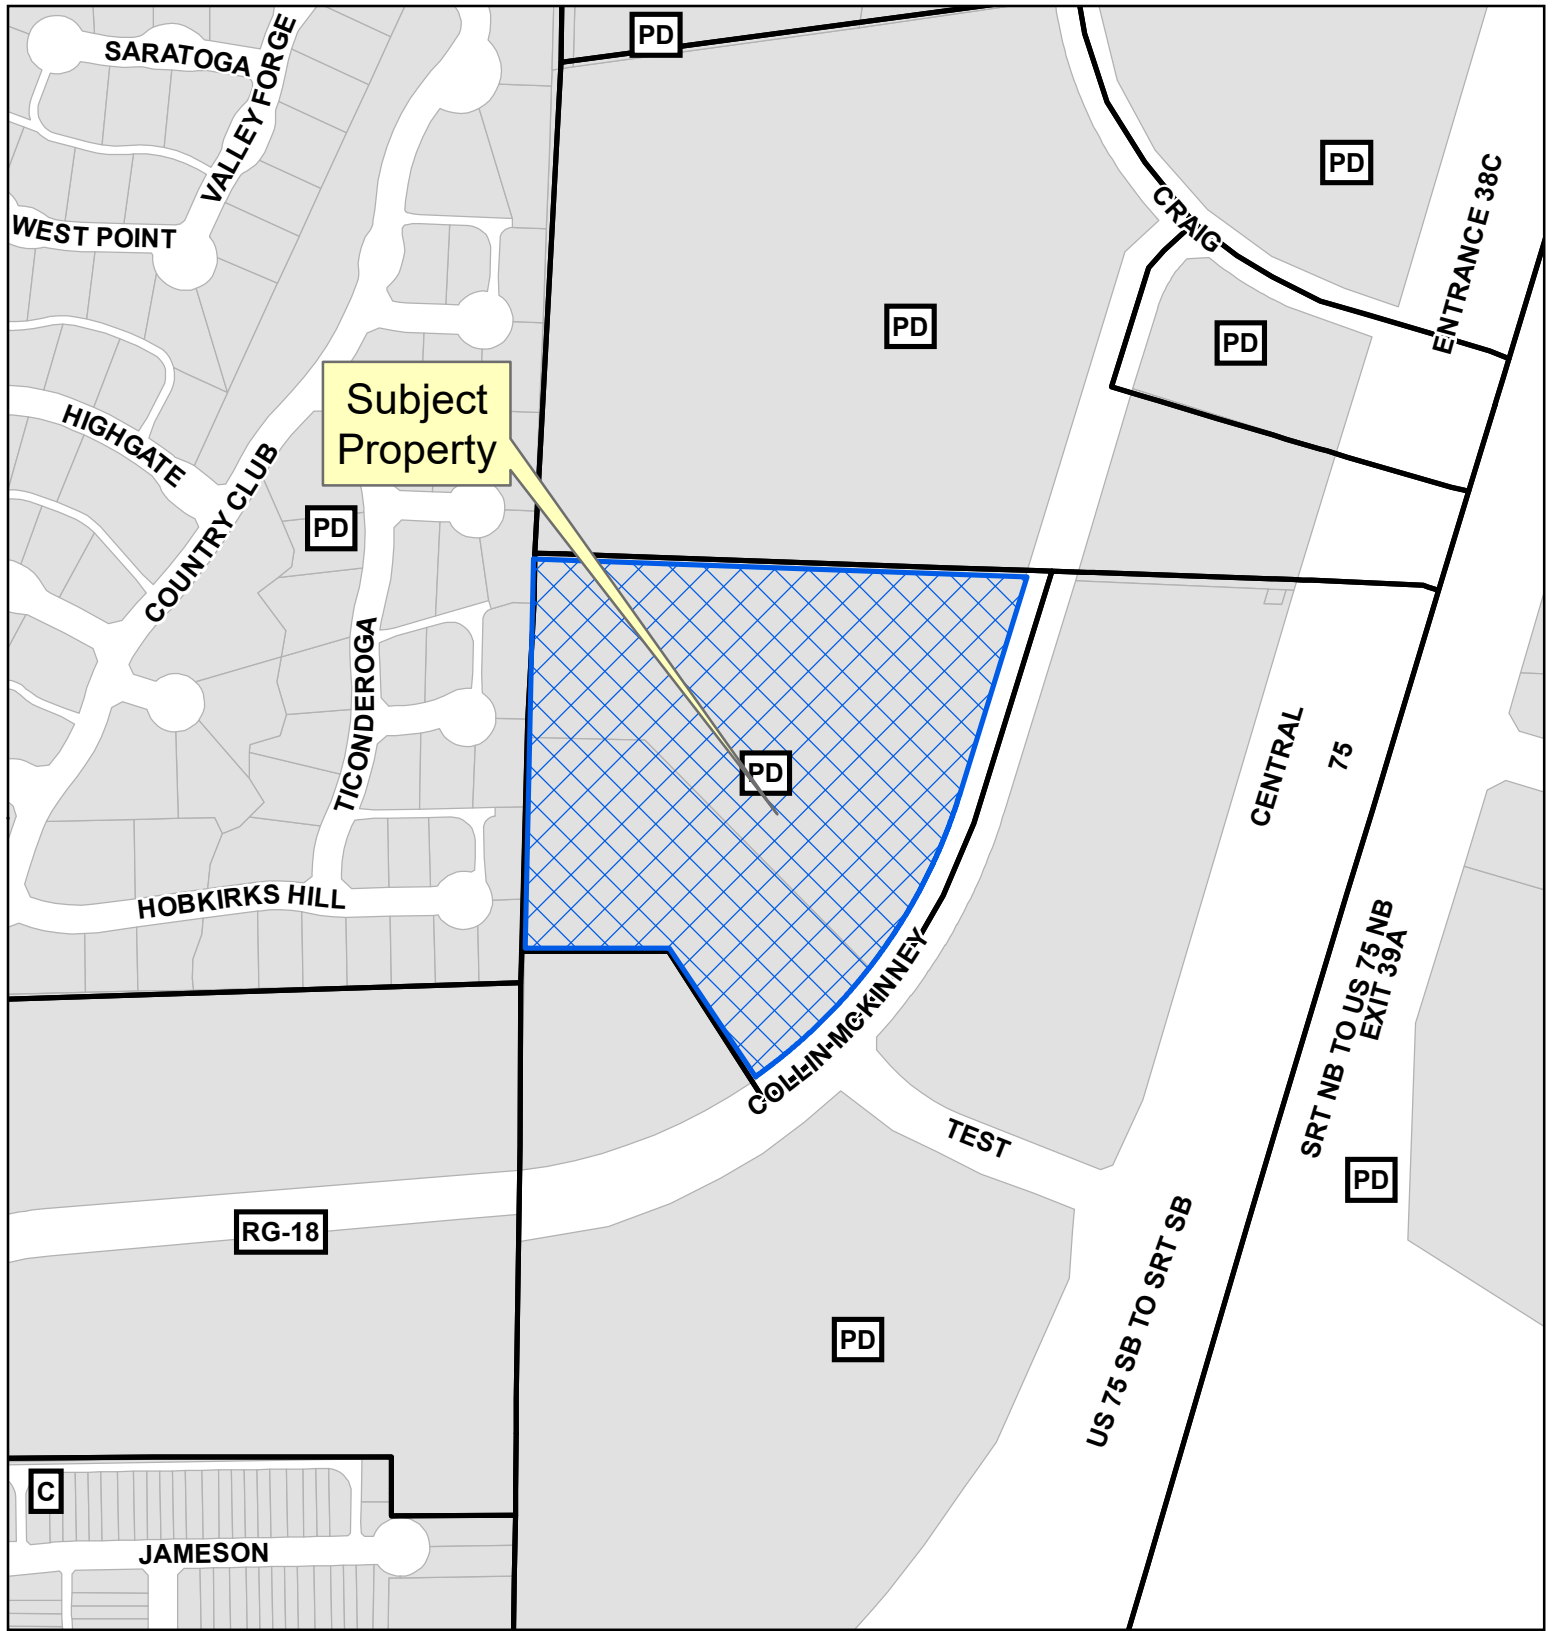 PD
SARATOGA
VALLEY FORGE
PD
ENTRANCE 38C
CRAIG
WEST POINT
PD
PD
Subject
Property
HIGHGATE
COUNTRY CLUB
PD
TICONDEROGA
PD
CENTRAL
75
HOBKIRKS HILL
SRT NB TO US 75 NB
EXIT 39A
COLLIN-MCKINNEY
TEST
PD
RG-18
US 75 SB TO SRT SB
PD
C
JAMESON